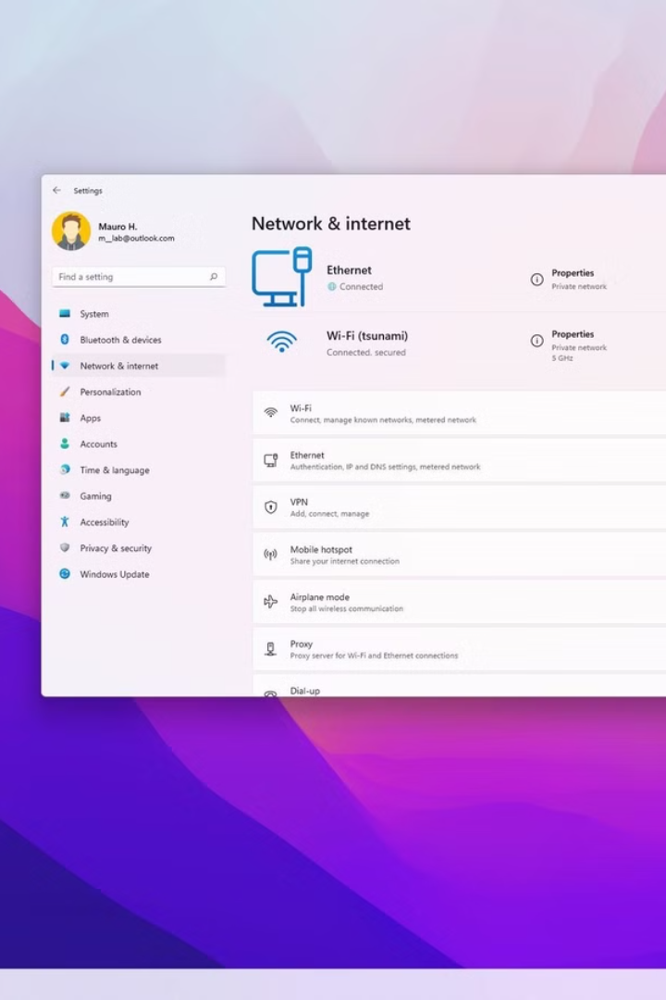 Settings
Mauro H.
m__lab@outlook.com
Find a setting
System
Bluetooth & devices
Network & internet
Personalization
Apps
Accounts
Time & language
Gaming
Accessibility
Privacy & security
Windows Update
Network & internet
Ethernet
Connected
Properties
Private network
Wi-Fi (tsunami)
Connected, secured
Properties
Private network
5 GHz
Wi-Fi
Connect, manage known networks, metered network
Ethernet
Authentication, IP and DNS settings, metered network
VPN
Add, connect, manage
Mobile hotspot
Share your internet connection
Airplane mode
Stop all wireless communication
Proxy
Proxy server for Wi-Fi and Ethernet connections
Dial-up